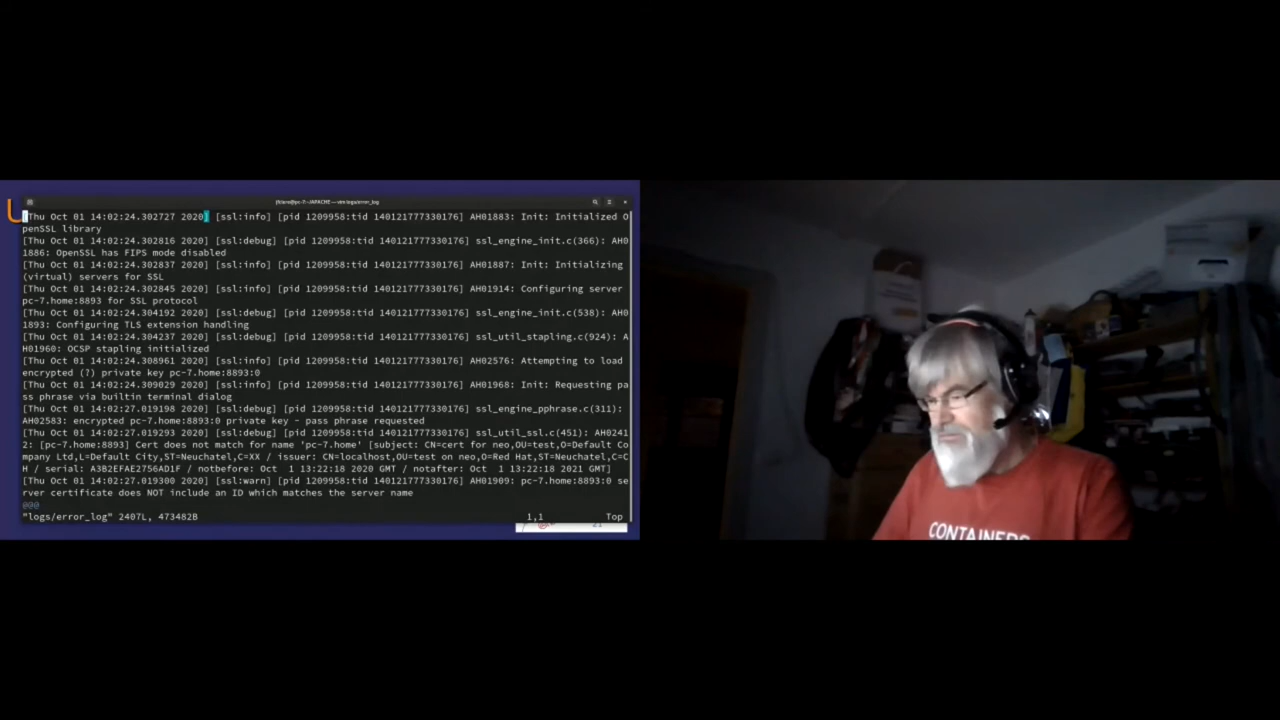 jfclere@pc-7:~/APACHE — vim logs/error_log
[Thu Oct 01 14:02:24.302727 2020] [ssl:info] [pid 1209958:tid 140121777330176] AH01883: Init: Initialized O
penSSL library
[Thu Oct 01 14:02:24.302816 2020] [ssl:debug] [pid 1209958:tid 140121777330176] ssl_engine_init.c(366): AH0
1886: OpenSSL has FIPS mode disabled
[Thu Oct 01 14:02:24.302837 2020] [ssl:info] [pid 1209958:tid 140121777330176] AH01887: Init: Initializing
(virtual) servers for SSL
[Thu Oct 01 14:02:24.302845 2020] [ssl:info] [pid 1209958:tid 140121777330176] AH01914: Configuring server
pc-7.home:8893 for SSL protocol
[Thu Oct 01 14:02:24.304192 2020] [ssl:debug] [pid 1209958:tid 140121777330176] ssl_engine_init.c(538): AH0
1893: Configuring TLS extension handling
[Thu Oct 01 14:02:24.304237 2020] [ssl:debug] [pid 1209958:tid 140121777330176] ssl_util_stapling.c(924): A
H01960: OCSP stapling initialized
[Thu Oct 01 14:02:24.308961 2020] [ssl:info] [pid 1209958:tid 140121777330176] AH02576: Attempting to load
encrypted (?) private key pc-7.home:8893:0
[Thu Oct 01 14:02:24.309029 2020] [ssl:info] [pid 1209958:tid 140121777330176] AH01968: Init: Requesting pa
ss phrase via builtin terminal dialog
[Thu Oct 01 14:02:27.019198 2020] [ssl:debug] [pid 1209958:tid 140121777330176] ssl_engine_pphrase.c(311):
AH02583: encrypted pc-7.home:8893:0 private key - pass phrase requested
[Thu Oct 01 14:02:27.019293 2020] [ssl:debug] [pid 1209958:tid 140121777330176] ssl_util_ssl.c(451): AH0241
2: [pc-7.home:8893] Cert does not match for name 'pc-7.home' [subject: CN=cert for neo,OU=test,O=Default Co
mpany Ltd,L=Default City,ST=Neuchatel,C=XX / issuer: CN=localhost,OU=test on neo,O=Red Hat,ST=Neuchatel,C=C
H / serial: A3B2EFAE2756AD1F / notbefore: Oct  1 13:22:18 2020 GMT / notafter: Oct  1 13:22:18 2021 GMT]
[Thu Oct 01 14:02:27.019300 2020] [ssl:warn] [pid 1209958:tid 140121777330176] AH01909: pc-7.home:8893:0 se
rver certificate does NOT include an ID which matches the server name
@@@
"logs/error_log" 2407L, 473482B 1,1 Top
21
CONTAINERS